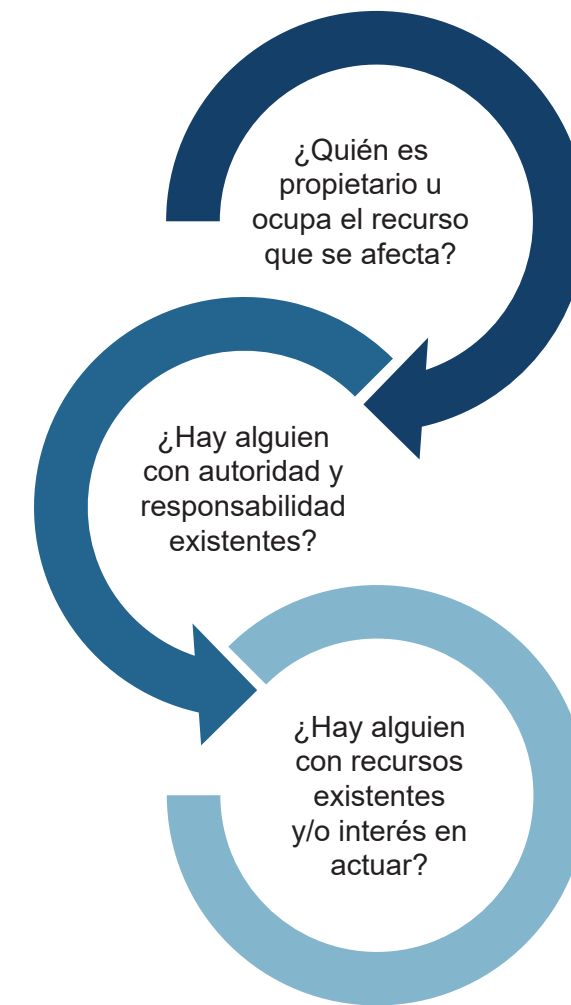 ¿Quién es
propietario u
ocupa el recurso
que se afecta?
¿Hay alguien
con autoridad y
responsabilidad
existentes?
¿Hay alguien
con recursos
existentes
y/o interés en
actuar?